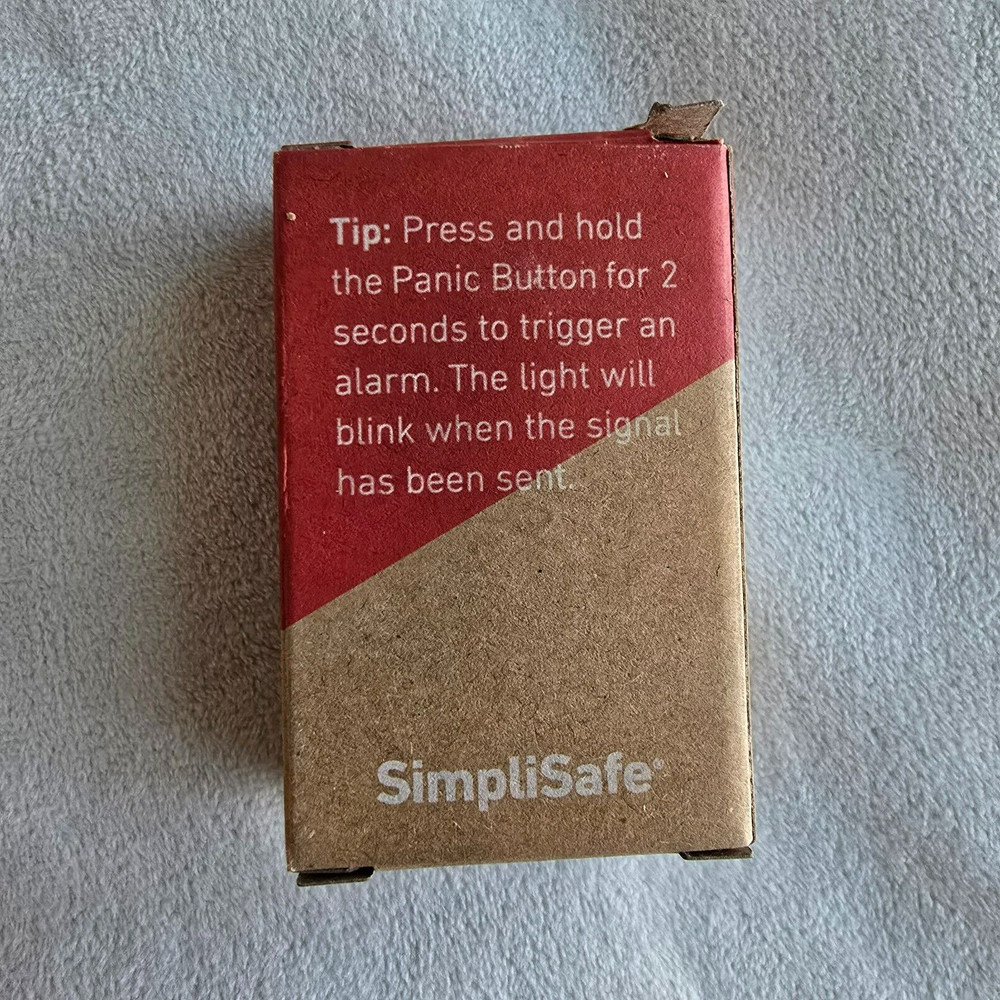 Tip: Press and hold
the Panic Button for 2
seconds to trigger an
alarm. The light will
blink when the signal
has been sent.
SimpliSafe®